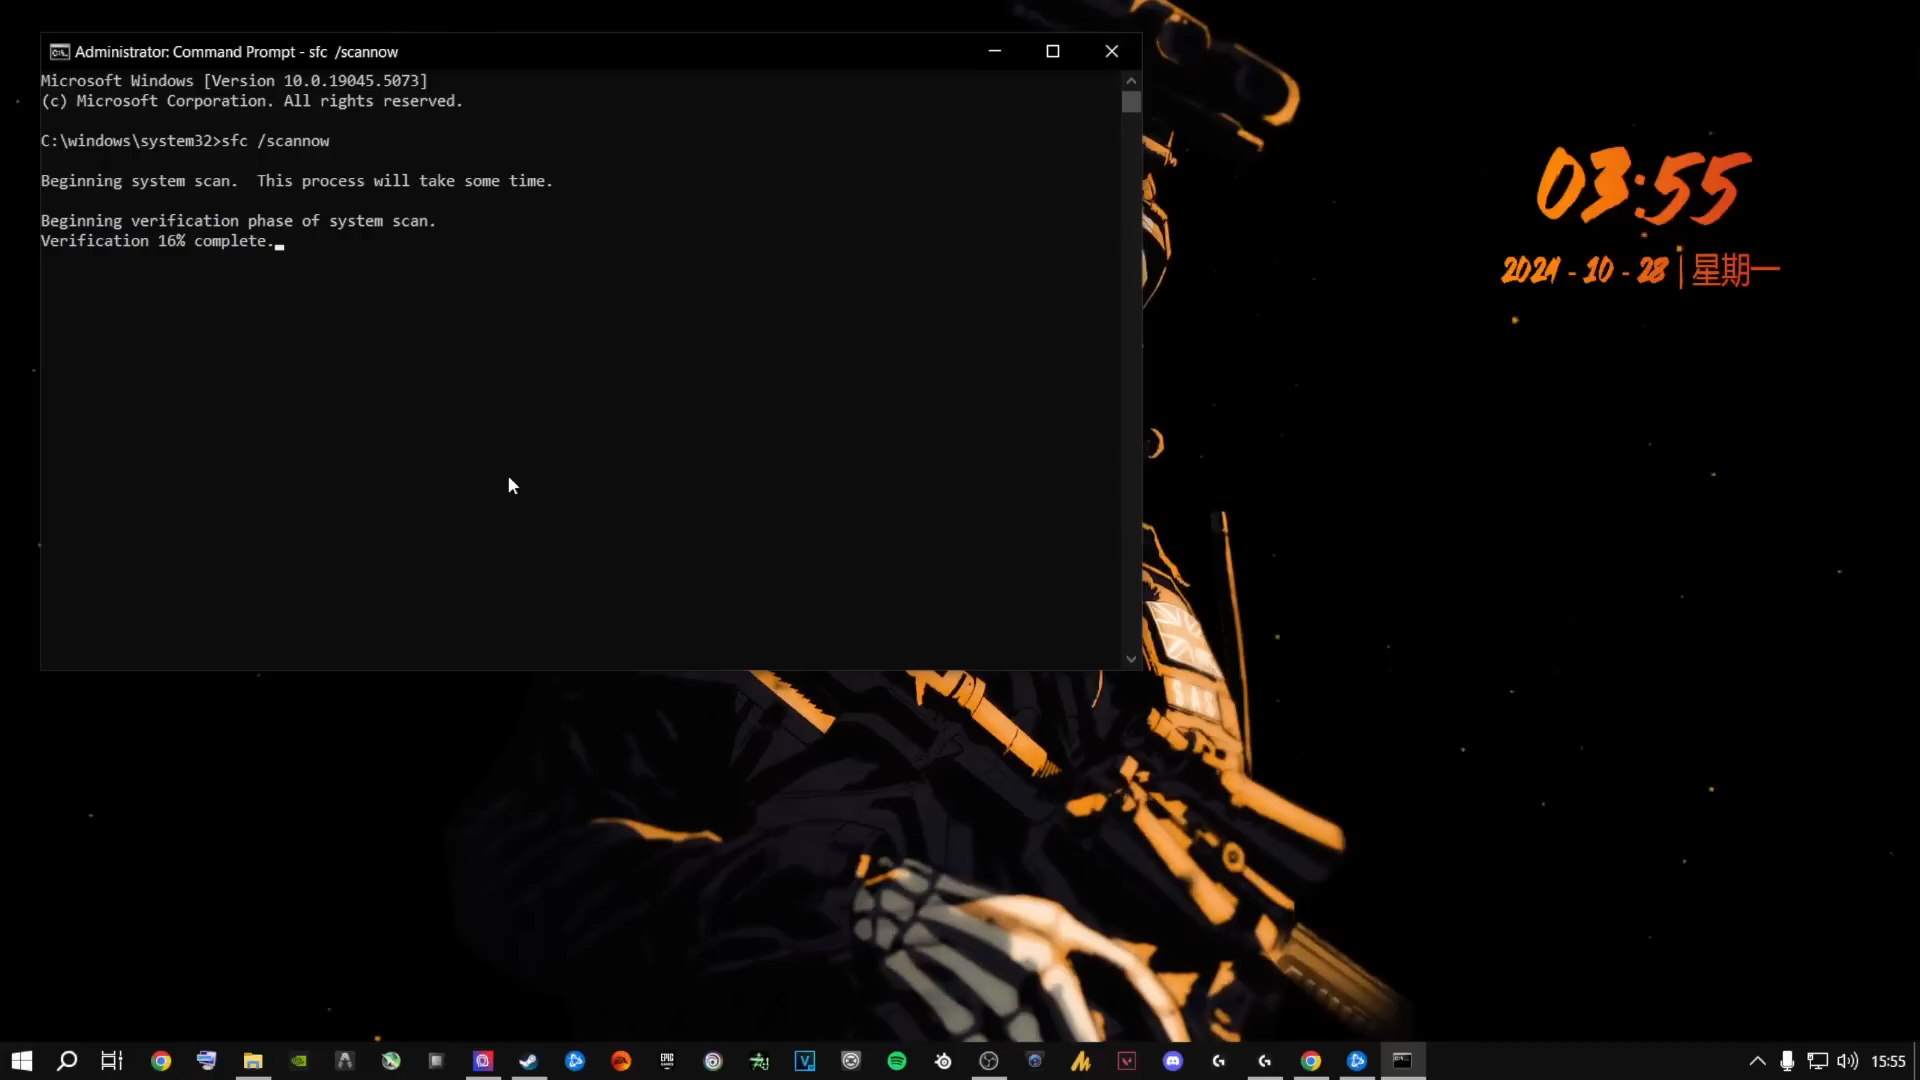 Administrator: Command Prompt - sfc  /scannow
Microsoft Windows [Version 10.0.19045.5073]
(c) Microsoft Corporation. All rights reserved.
C:\windows\system32>sfc /scannow
Beginning system scan.  This process will take some time.
Beginning verification phase of system scan.
Verification 16% complete.
03:55
2024 - 10 - 28 | 星期一
SAS
EPIC
15:55